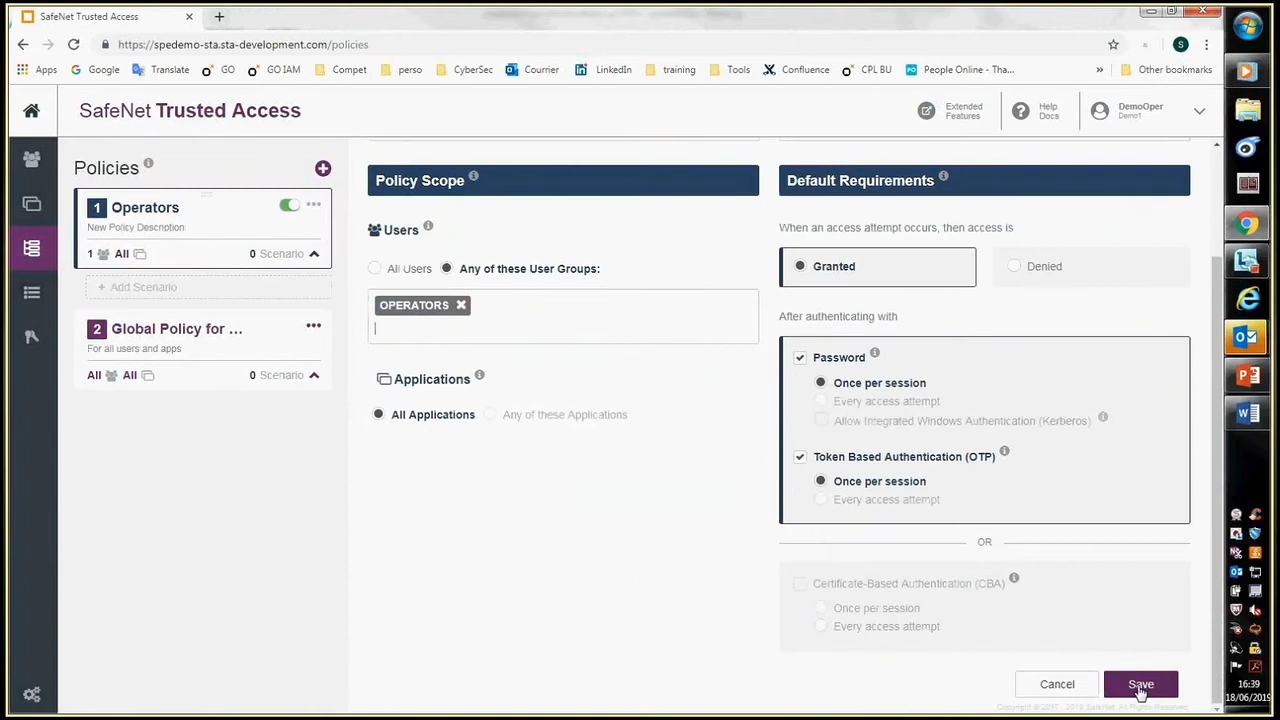 SafeNet Trusted Access
https://spedemo-sta.sta-development.com/policies
S
Apps Google Translate GO GO IAM Compet perso CyberSec Courc LinkedIn training Tools Confluence CPL BU People Online - Tha... » Other bookmarks
SafeNet Trusted Access
Extended Features
Help Docs
DemoOper
Demo1
Policies
1 Operators
New Policy Description
1 All 0 Scenario
+ Add Scenario
2 Global Policy for ...
For all users and apps
All All 0 Scenario
Policy Scope
Users
All Users Any of these User Groups:
OPERATORS
Applications
All Applications Any of these Applications
Default Requirements
When an access attempt occurs, then access is
Granted Denied
After authenticating with
Password
Once per session
Every access attempt
Allow Integrated Windows Authentication (Kerberos)
Token Based Authentication (OTP)
Once per session
Every access attempt
OR
Certificate-Based Authentication (CBA)
Once per session
Every access attempt
Cancel Save
Copyright © 2017 - 2019 SafeNet. All Rights Reserved.
16:39
18/06/2019